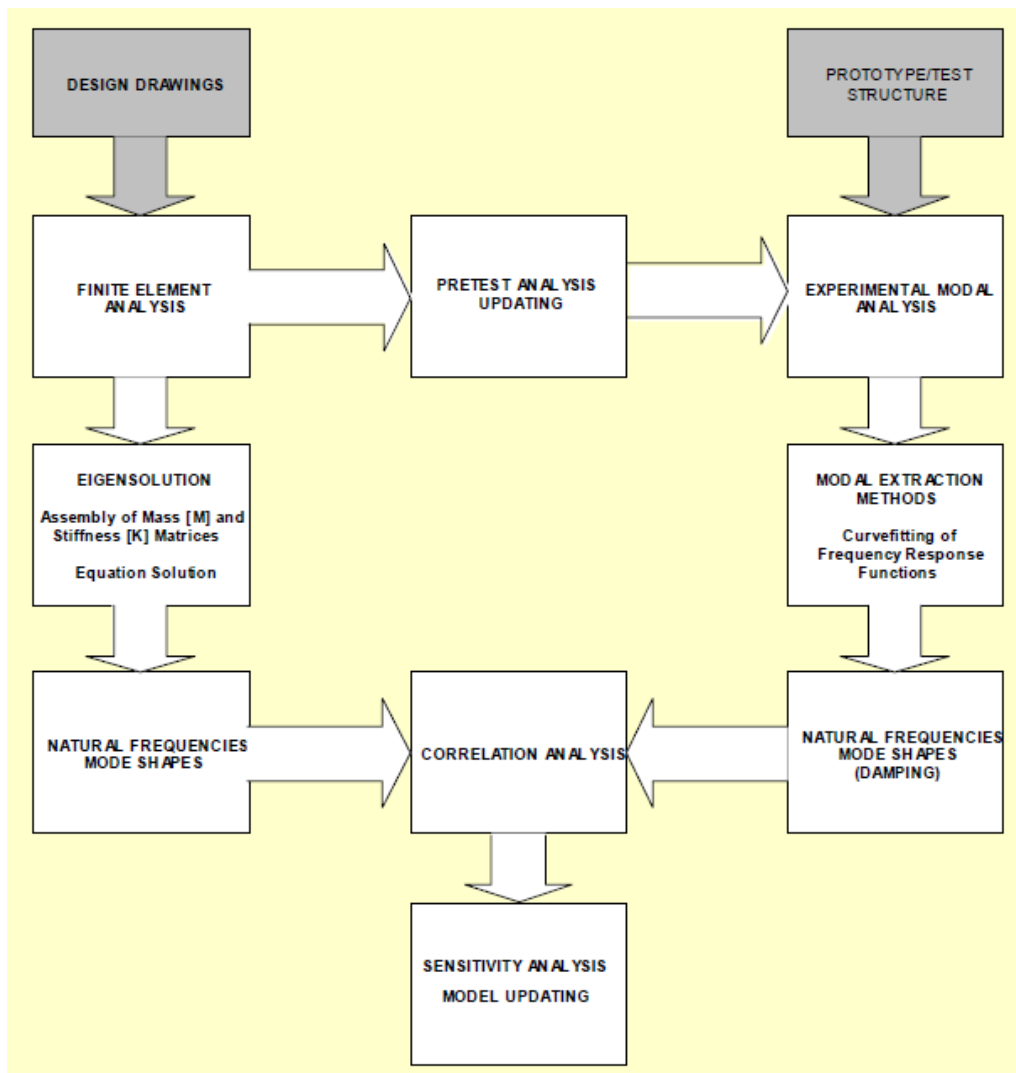 DESIGN DRAWINGS
PROTOTYPE/TEST
STRUCTURE
FINITE ELEMENT
ANALYSIS
PRETEST ANALYSIS
UPDATING
EXPERIMENTAL MODAL
ANALYSIS
EIGENSOLUTION
Assembly of Mass [M] and
Stiffness [K] Matrices
Equation Solution
MODAL EXTRACTION
METHODS
Curvefitting of
Frequency Response
Functions
NATURAL FREQUENCIES
MODE SHAPES
CORRELATION ANALYSIS
NATURAL FREQUENCIES
MODE SHAPES
(DAMPING)
SENSITIVITY ANALYSIS
MODEL UPDATING